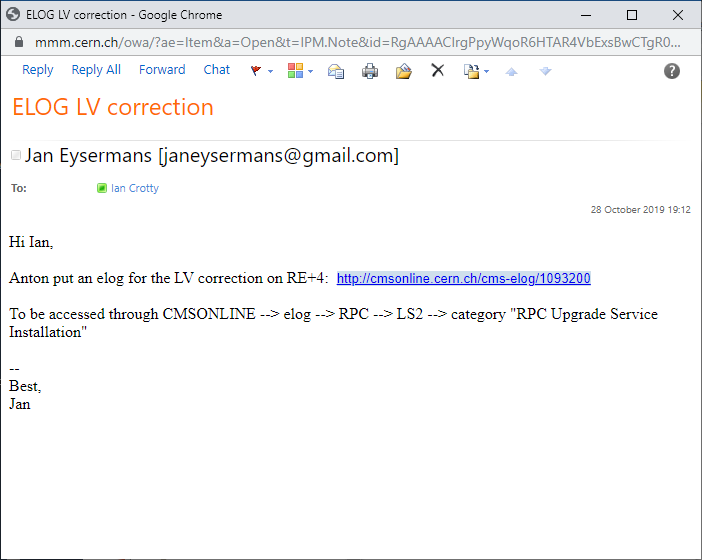 ELOG LV correction - Google Chrome
mmm.cern.ch/owa/?ae=Item&a=Open&t=IPM.Note&id=RgAAAACIrgPpyWqoR6HTAR4VbExsBwCTgR0...
Reply Reply All Forward Chat
ELOG LV correction
Jan Eysermans [janeysermans@gmail.com]
To: Ian Crotty
28 October 2019 19:12
Hi Ian,
Anton put an elog for the LV correction on RE+4: http://cmsonline.cern.ch/cms-elog/1093200
To be accessed through CMSONLINE --> elog --> RPC --> LS2 --> category "RPC Upgrade Service
Installation"
--
Best,
Jan